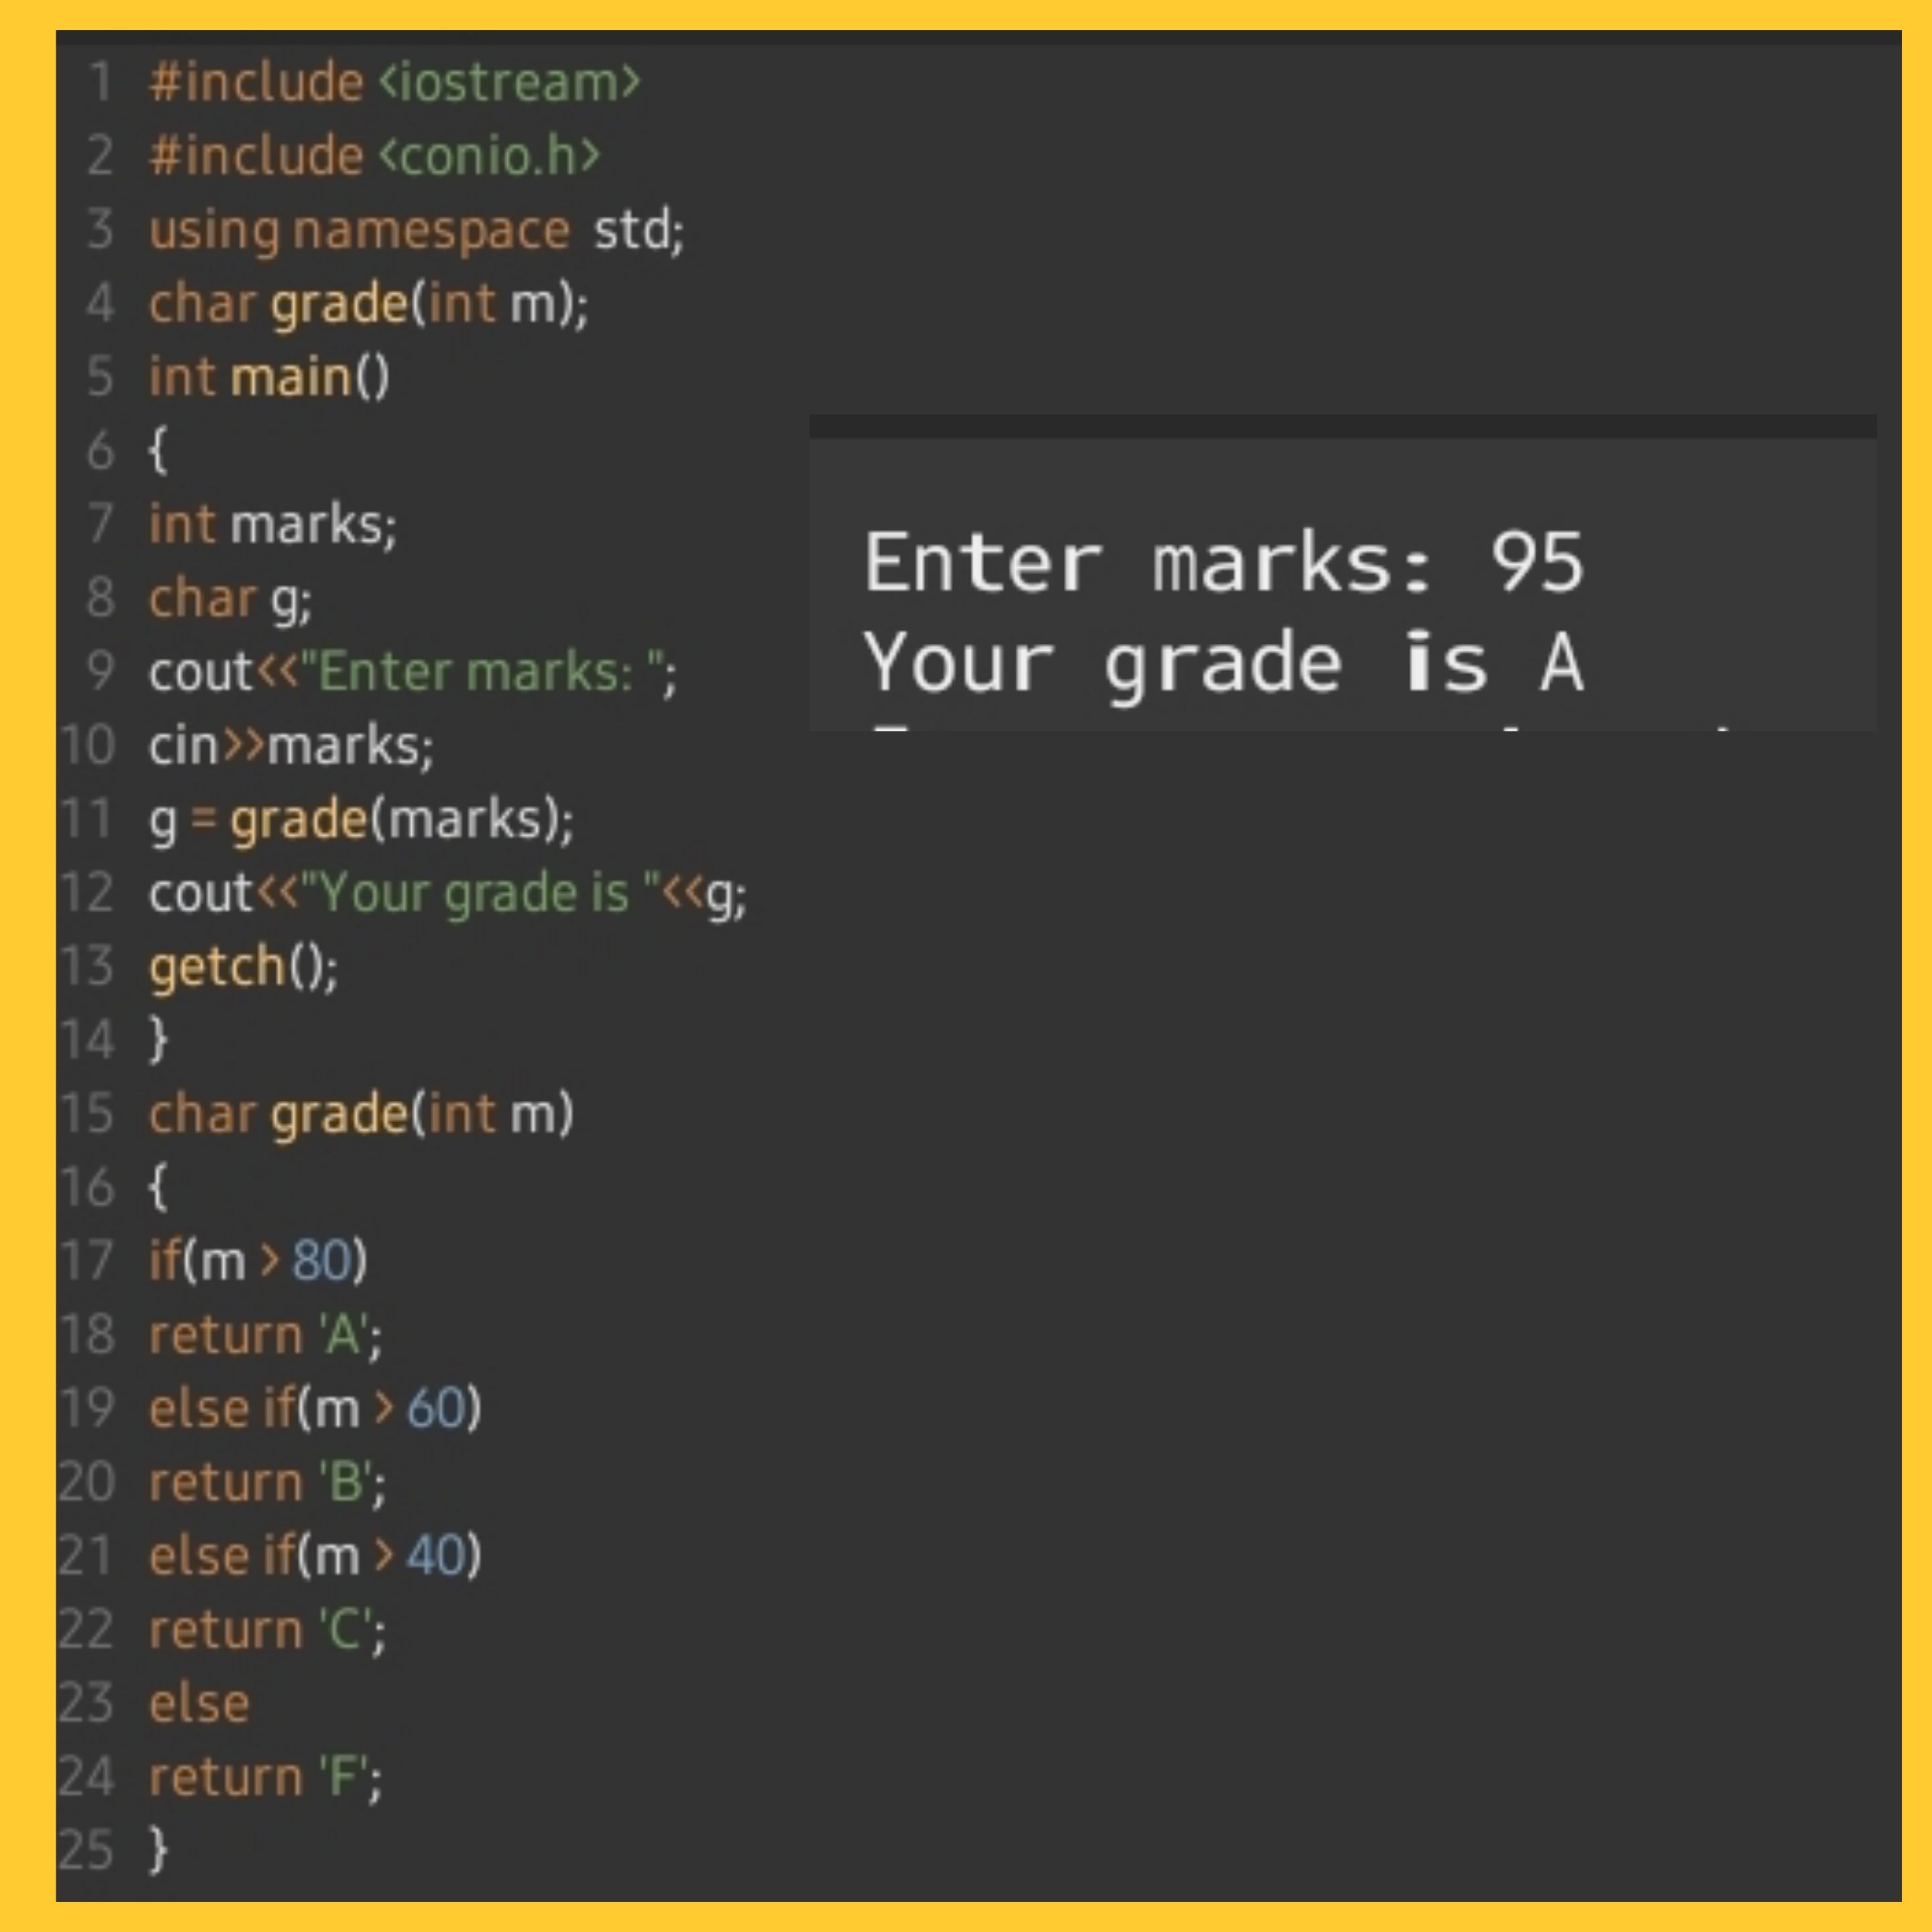 1 #include <iostream>
2 #include <conio.h>
3 using namespace std;
4 char grade(int m);
5 int main()
6 {
7 int marks;
8 char g;
9 cout<<"Enter marks: ";
10 cin>>marks;
11 g = grade(marks);
12 cout<<"Your grade is "<<g;
13 getch();
14 }
15 char grade(int m)
16 {
17 if(m > 80)
18 return 'A';
19 else if(m > 60)
20 return 'B';
21 else if(m > 40)
22 return 'C';
23 else
24 return 'F';
25 }
Enter marks: 95
Your grade is A